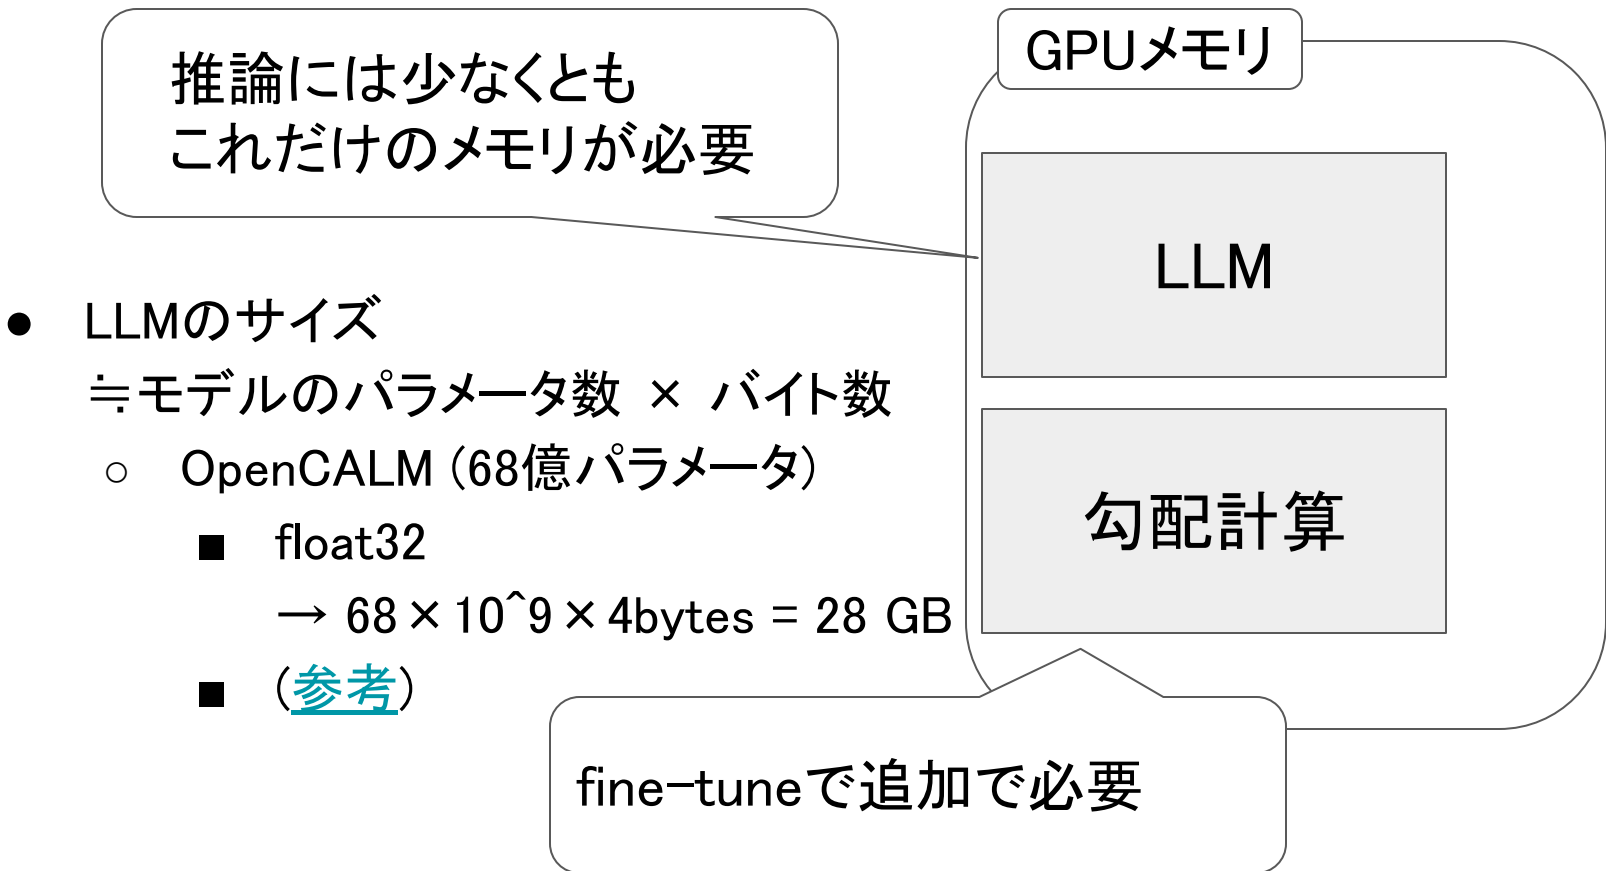 推論には少なくとも
これだけのメモリが必要
GPUメモリ
LLM
● LLMのサイズ
≒モデルのパラメータ数 × バイト数
○ OpenCALM (68億パラメータ)
■ float32
→ 68×10^9×4bytes = 28 GB
■ (参考)
勾配計算
fine-tuneで追加で必要